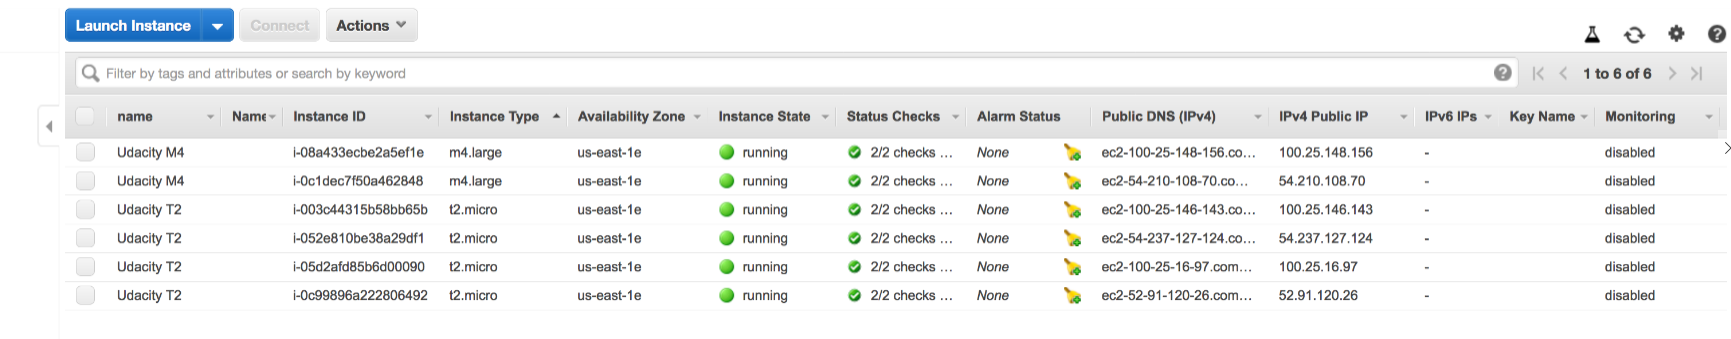 Launch Instance Connect Actions
Filter by tags and attributes or search by keyword 1 to 6 of 6
name Name Instance ID Instance Type Availability Zone Instance State Status Checks Alarm Status Public DNS (IPv4) IPv4 Public IP IPv6 IPs Key Name Monitoring
Udacity M4 i-08a433ecbe2a5ef1e m4.large us-east-1e running 2/2 checks ... None ec2-100-25-148-156.co... 100.25.148.156 - disabled
Udacity M4 i-0c1dec7f50a462848 m4.large us-east-1e running 2/2 checks ... None ec2-54-210-108-70.co... 54.210.108.70 - disabled
Udacity T2 i-003c44315b58bb65b t2.micro us-east-1e running 2/2 checks ... None ec2-100-25-146-143.co... 100.25.146.143 - disabled
Udacity T2 i-052e810be38a29df1 t2.micro us-east-1e running 2/2 checks ... None ec2-54-237-127-124.co... 54.237.127.124 - disabled
Udacity T2 i-05d2afd85b6d00090 t2.micro us-east-1e running 2/2 checks ... None ec2-100-25-16-97.com... 100.25.16.97 - disabled
Udacity T2 i-0c99896a222806492 t2.micro us-east-1e running 2/2 checks ... None ec2-52-91-120-26.com... 52.91.120.26 - disabled